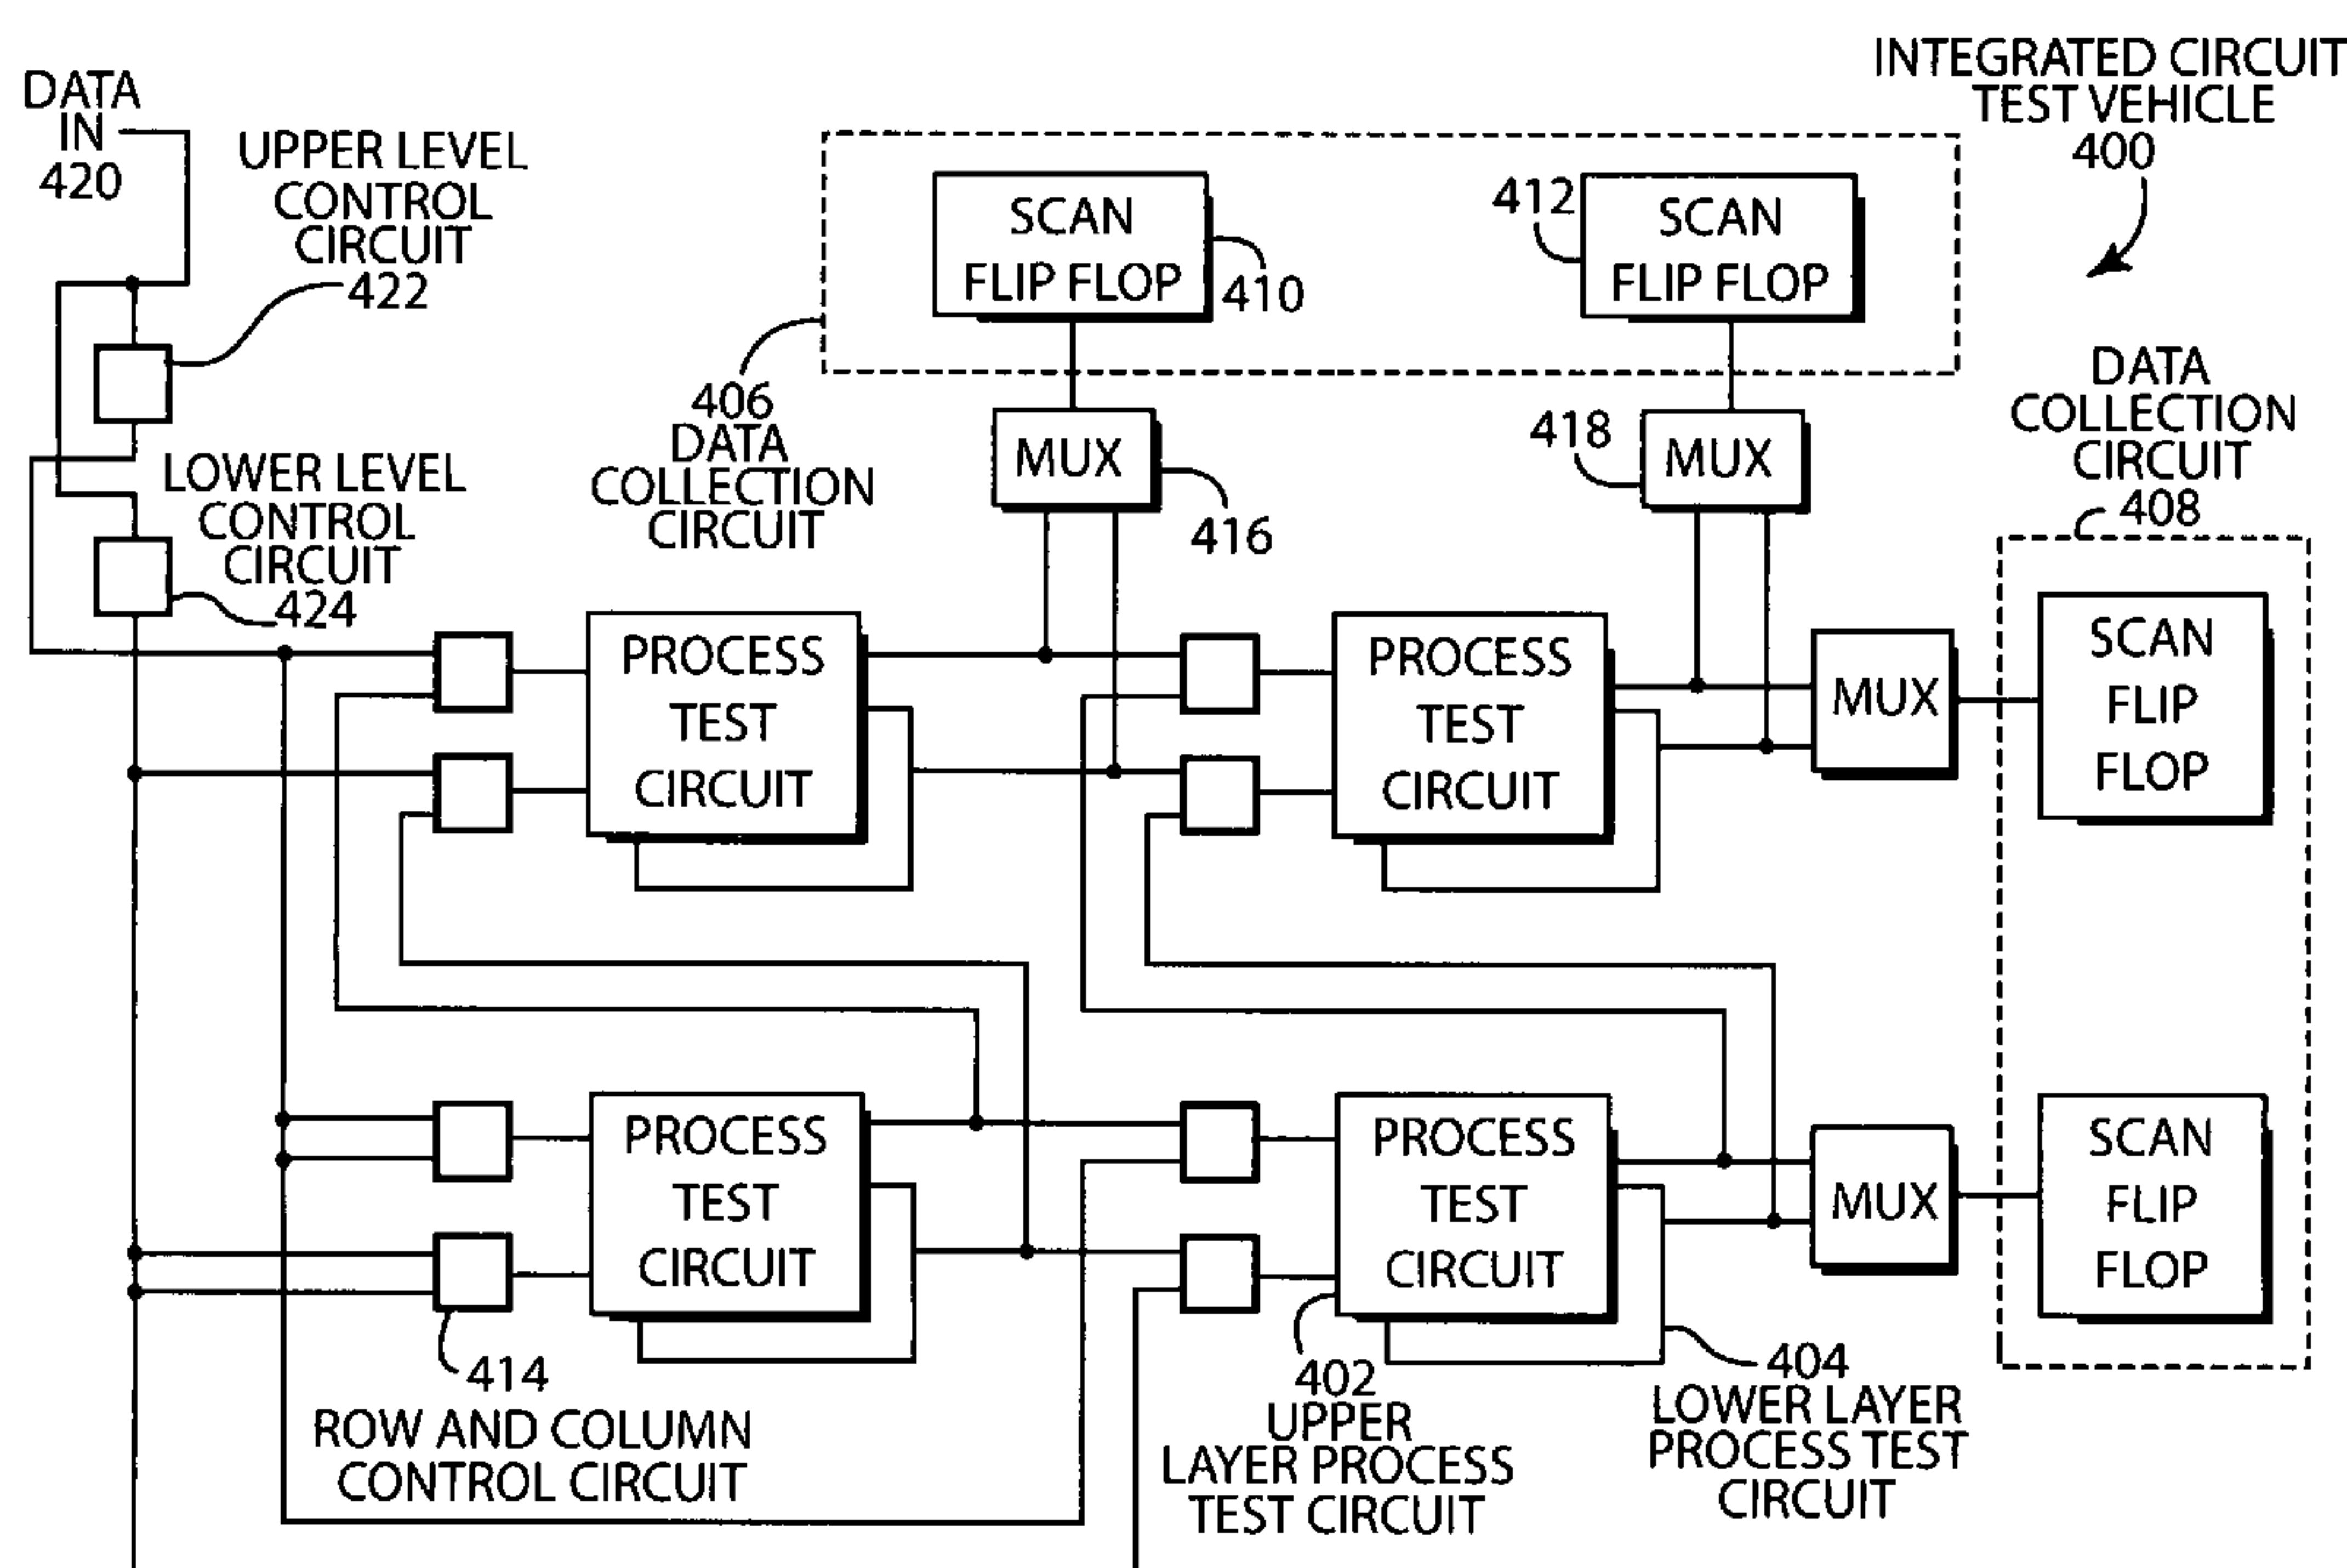 INTEGRATED CIRCUIT
TEST VEHICLE
400
DATA
IN
420
UPPER LEVEL
CONTROL
CIRCUIT
422
SCAN
FLIP FLOP
410
412
SCAN
FLIP FLOP
406
DATA
COLLECTION
CIRCUIT
MUX
416
418
MUX
DATA
COLLECTION
CIRCUIT
408
LOWER LEVEL
CONTROL
CIRCUIT
424
PROCESS
TEST
CIRCUIT
PROCESS
TEST
CIRCUIT
MUX
SCAN
FLIP
FLOP
PROCESS
TEST
CIRCUIT
PROCESS
TEST
CIRCUIT
MUX
SCAN
FLIP
FLOP
414
ROW AND COLUMN
CONTROL CIRCUIT
402
UPPER
LAYER PROCESS
TEST CIRCUIT
404
LOWER LAYER
PROCESS TEST
CIRCUIT